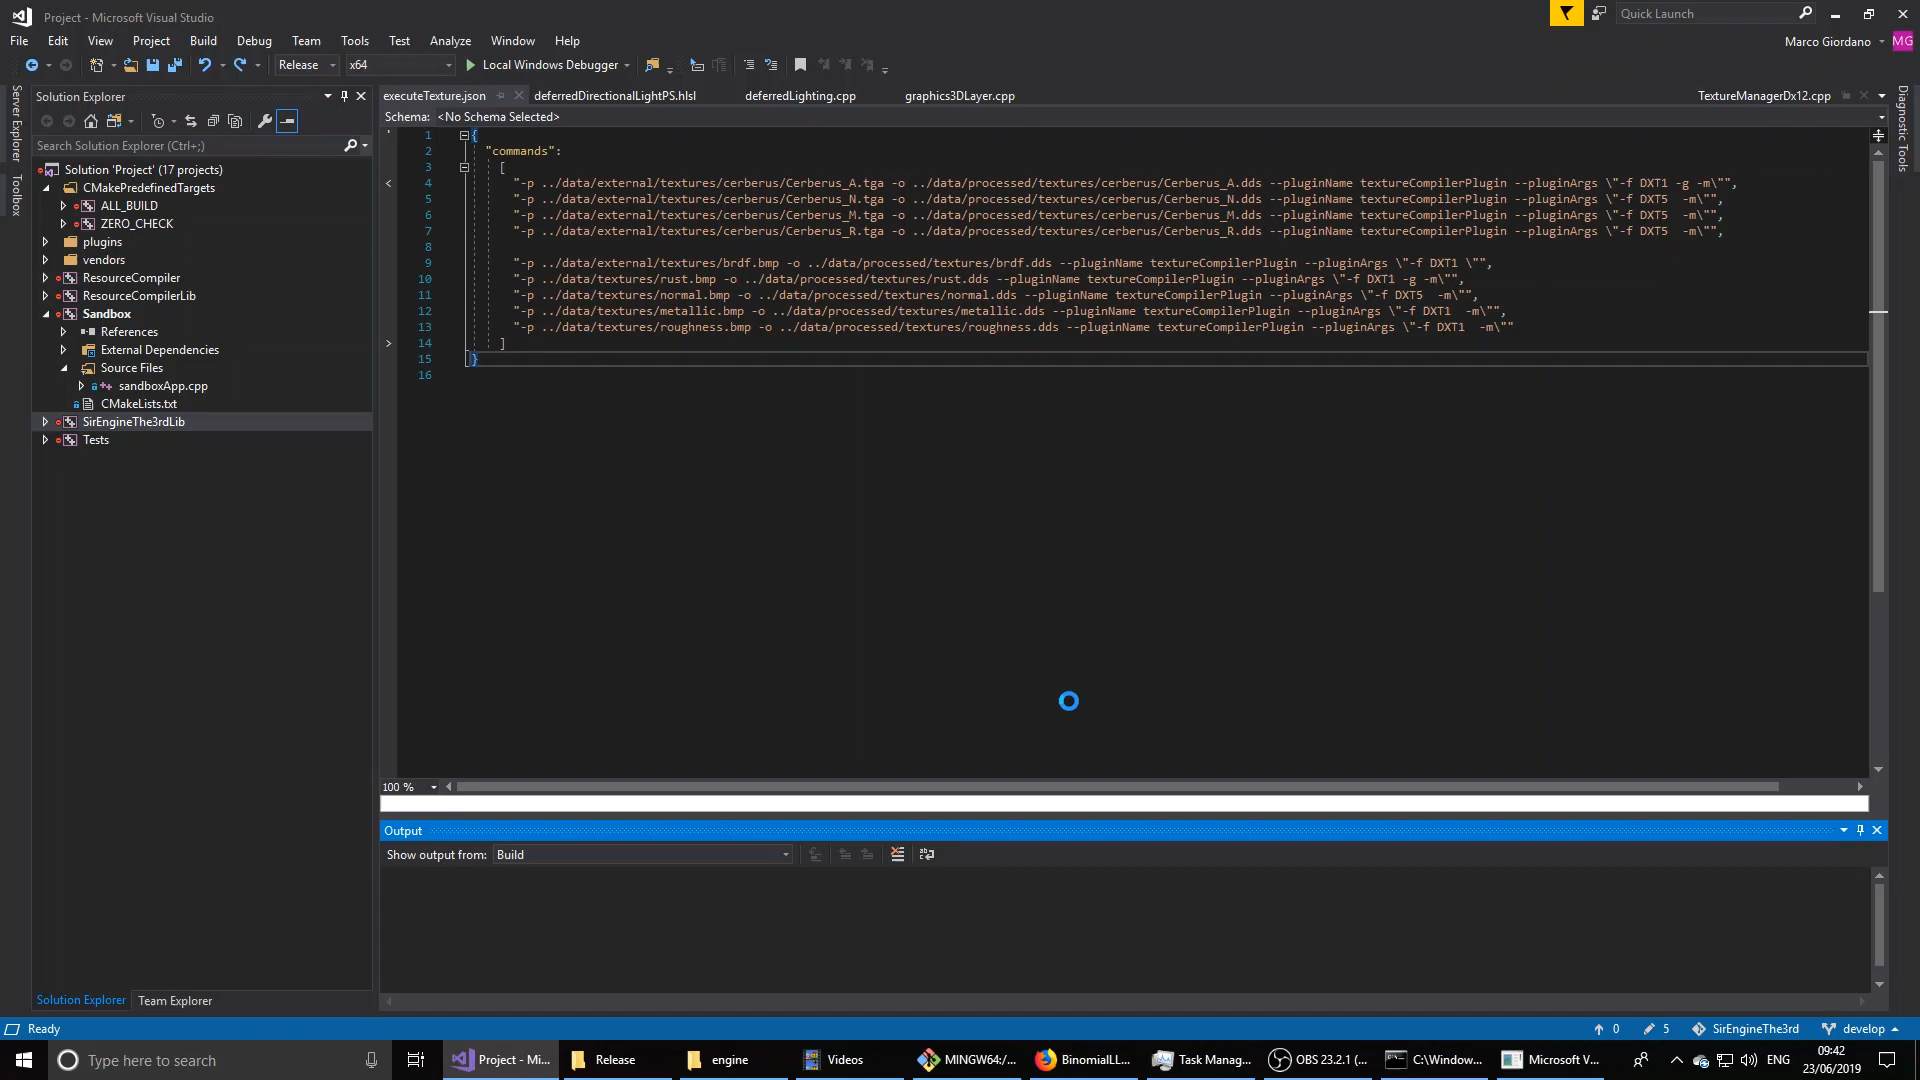 Project - Microsoft Visual Studio
Quick Launch
File Edit View Project Build Debug Team Tools Test Analyze Window Help
Marco Giordano MG
Release x64 Local Windows Debugger
Server Explorer
Toolbox
Solution Explorer
Search Solution Explorer (Ctrl+;)
Solution 'Project' (17 projects)
CMakePredefinedTargets
ALL_BUILD
ZERO_CHECK
plugins
vendors
ResourceCompiler
ResourceCompilerLib
Sandbox
References
External Dependencies
Source Files
sandboxApp.cpp
CMakeLists.txt
SirEngineThe3rdLib
Tests
Solution Explorer Team Explorer
executeTexture.json deferredDirectionalLightPS.hlsl deferredLighting.cpp graphics3DLayer.cpp TextureManagerDx12.cpp
Diagnostic Tools
Schema: <No Schema Selected>
1 {
2 "commands":
3 [
4 "-p ../data/external/textures/cerberus/Cerberus_A.tga -o ../data/processed/textures/cerberus/Cerberus_A.dds --pluginName textureCompilerPlugin --pluginArgs \"-f DXT1 -g -m\"",
5 "-p ../data/external/textures/cerberus/Cerberus_N.tga -o ../data/processed/textures/cerberus/Cerberus_N.dds --pluginName textureCompilerPlugin --pluginArgs \"-f DXT5  -m\"",
6 "-p ../data/external/textures/cerberus/Cerberus_M.tga -o ../data/processed/textures/cerberus/Cerberus_M.dds --pluginName textureCompilerPlugin --pluginArgs \"-f DXT5  -m\"",
7 "-p ../data/external/textures/cerberus/Cerberus_R.tga -o ../data/processed/textures/cerberus/Cerberus_R.dds --pluginName textureCompilerPlugin --pluginArgs \"-f DXT5  -m\"",
8
9 "-p ../data/external/textures/brdf.bmp -o ../data/processed/textures/brdf.dds --pluginName textureCompilerPlugin --pluginArgs \"-f DXT1 \"",
10 "-p ../data/textures/rust.bmp -o ../data/processed/textures/rust.dds --pluginName textureCompilerPlugin --pluginArgs \"-f DXT1 -g -m\"",
11 "-p ../data/textures/normal.bmp -o ../data/processed/textures/normal.dds --pluginName textureCompilerPlugin --pluginArgs \"-f DXT5  -m\"",
12 "-p ../data/textures/metallic.bmp -o ../data/processed/textures/metallic.dds --pluginName textureCompilerPlugin --pluginArgs \"-f DXT1  -m\"",
13 "-p ../data/textures/roughness.bmp -o ../data/processed/textures/roughness.dds --pluginName textureCompilerPlugin --pluginArgs \"-f DXT1  -m\""
14 ]
15 }
16
100 %
Output
Show output from: Build
Ready
0 5 SirEngineThe3rd develop
Type here to search
Project - Mi...
Release
engine
Videos
MINGW64:/...
BinomialLL...
Task Manag...
OBS 23.2.1 (...
C:\Window...
Microsoft V...
ENG
09:42
23/06/2019